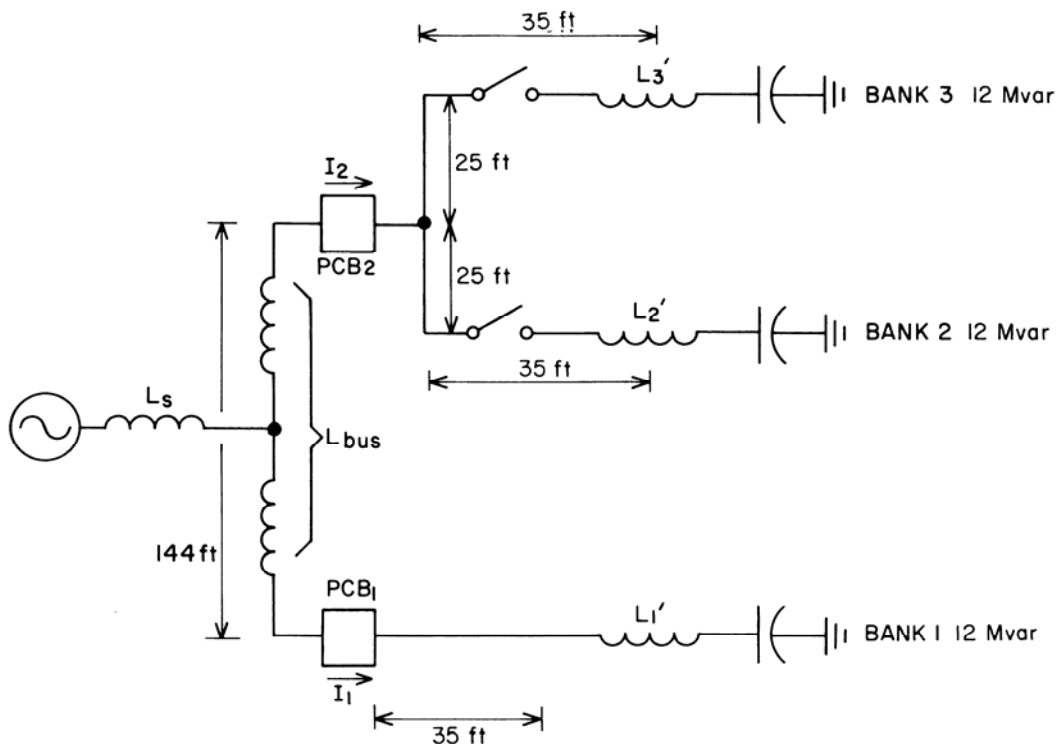 35 ft
L3′
BANK 3 12 Mvar
25 ft
I2
PCB2
25 ft
L2′
BANK 2 12 Mvar
35 ft
Ls
Lbus
144 ft
PCB1
L1′
BANK 1 12 Mvar
I1
35 ft